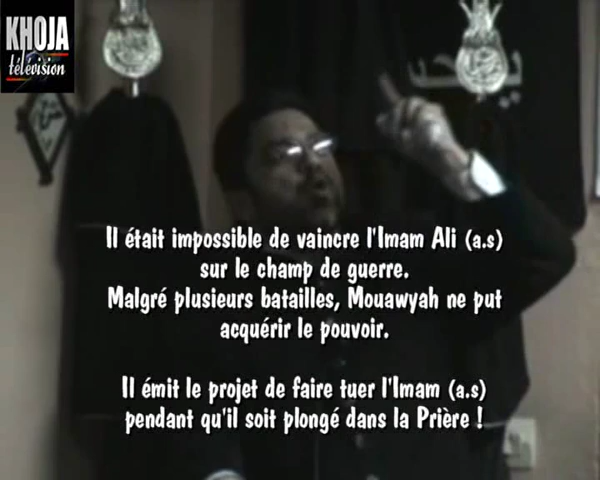 KHOJA
télévision
Il était impossible de vaincre l'Imam Ali (a.s)
sur le champ de guerre.
Malgré plusieurs batailles, Mouawyah ne put
acquérir le pouvoir.
Il émit le projet de faire tuer l'Imam (a.s)
pendant qu'il soit plongé dans la Prière !